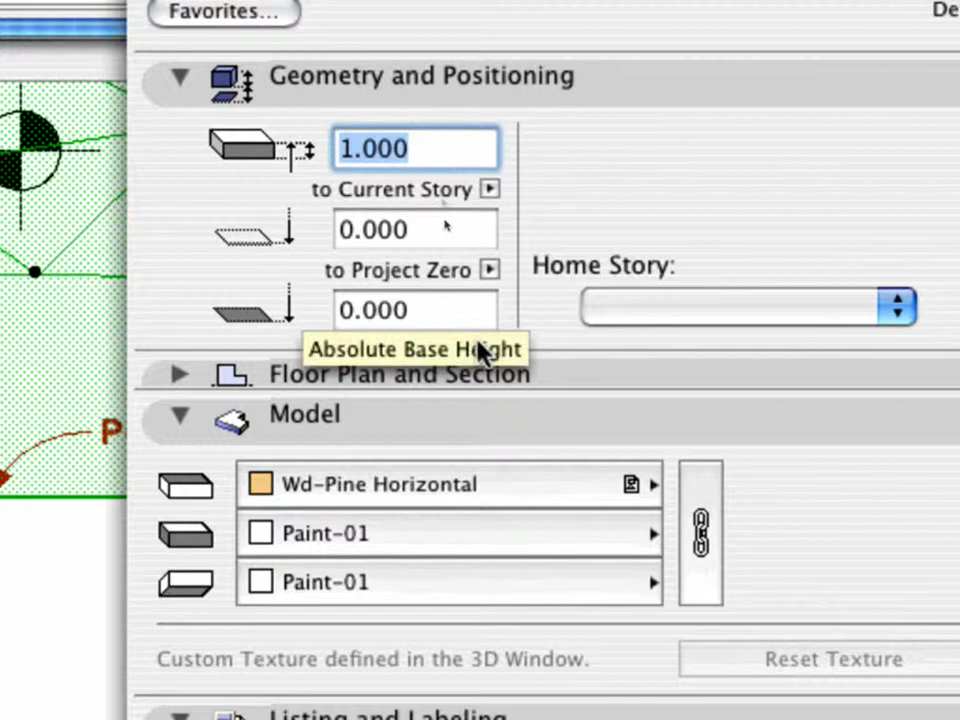 Favorites...
De
Geometry and Positioning
1.000
to Current Story
0.000
to Project Zero
Home Story:
0.000
Absolute Base Height
Floor Plan and Section
Model
Wd-Pine Horizontal
Paint-01
Paint-01
P
Custom Texture defined in the 3D Window.
Reset Texture
Listing and Labeling